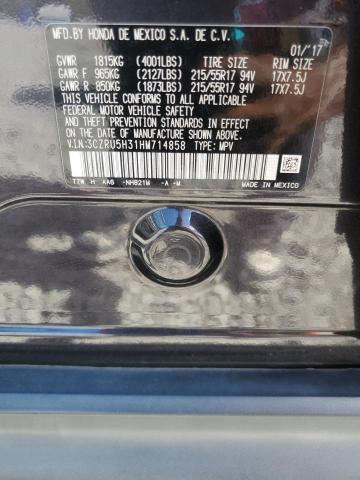 MFD.BY HONDA DE MEXICO S.A. DE C.V. 01/'17
GVWR 1815KG (4001LBS) TIRE SIZE RIM SIZE
GAWR F 965KG (2127LBS) 215/55R17 94V 17X7.5J
GAWR R 850KG (1873LBS) 215/55R17 94V 17X7.5J
THIS VEHICLE CONFORMS TO ALL APPLICABLE
FEDERAL MOTOR VEHICLE SAFETY AND THEFT
PREVENTION STANDARDS IN EFFECT ON THE DATE
OF MANUFACTURE SHOWN ABOVE.
V.I.N:3CZRU5H31HM714858 TYPE: MPV
T7W H AA6 -NH821M -A -M MADE IN MEXICO